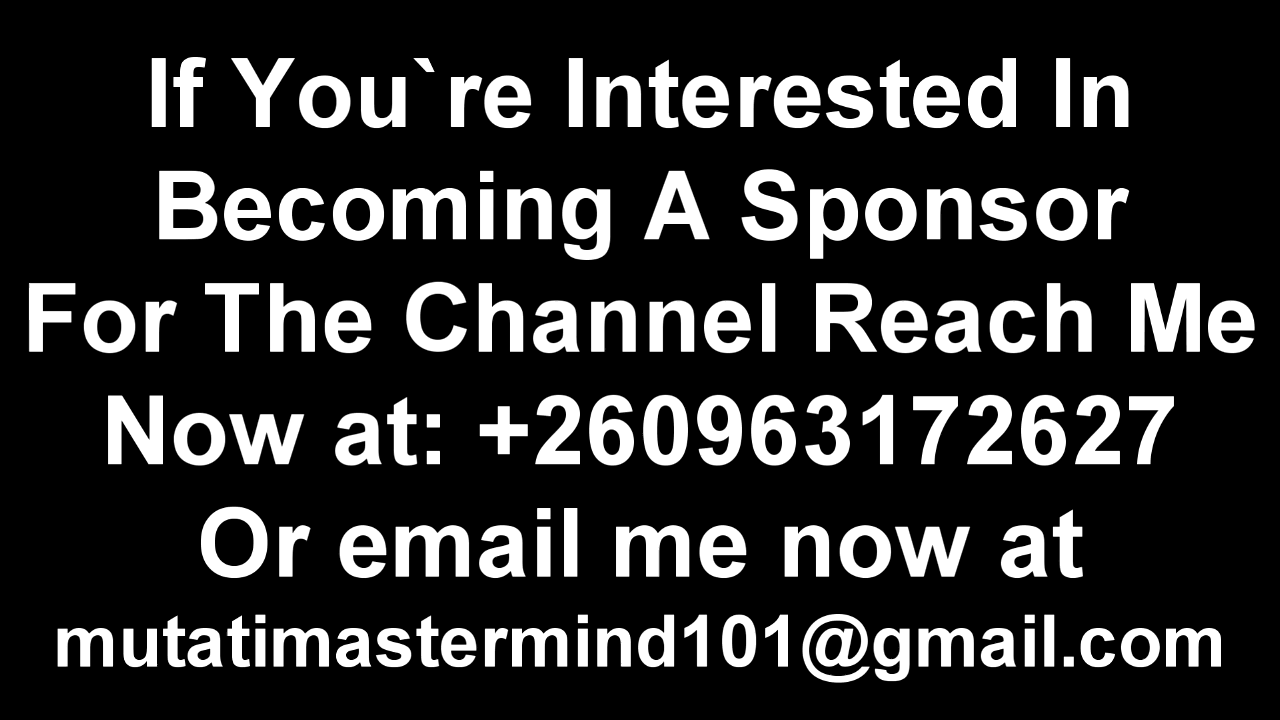 If You`re Interested In
Becoming A Sponsor
For The Channel Reach Me
Now at: +260963172627
Or email me now at
mutatimastermind101@gmail.com